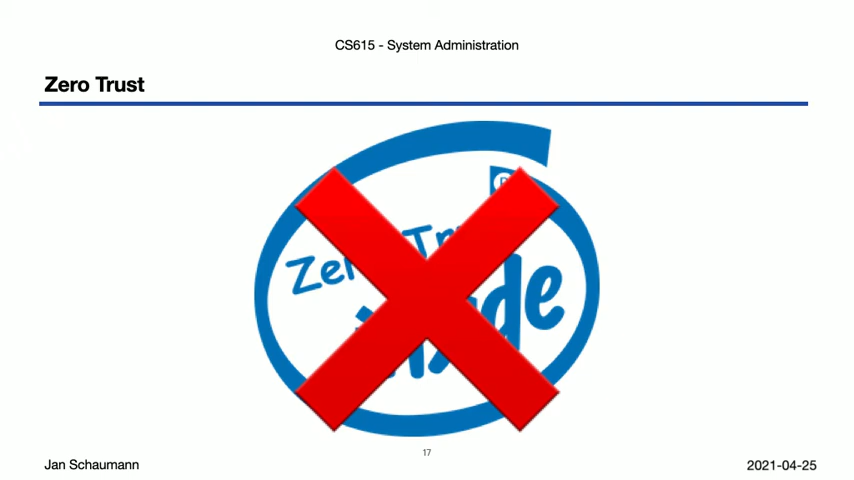 CS615 - System Administration
Zero Trust
17
Jan Schaumann
2021-04-25